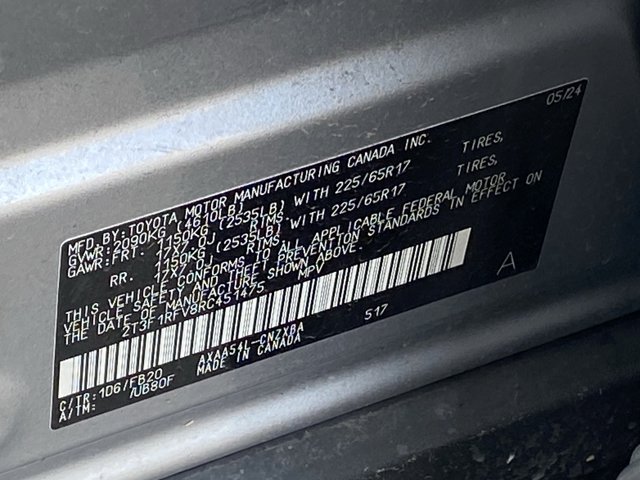 05/24
MFD. BY: TOYOTA MOTOR MANUFACTURING CANADA INC.
GVWR: 2090KG (4610LB)
GAWR: FRT. 1150KG (2535LB) WITH 225/65R17 TIRES,
17X7.0J RIMS,
RR. 1150KG (2535LB) WITH 225/65R17 TIRES,
17X7.0J RIMS,
THIS VEHICLE CONFORMS TO ALL APPLICABLE FEDERAL MOTOR
VEHICLE SAFETY AND THEFT PREVENTION STANDARDS IN EFFECT ON
THE DATE OF MANUFACTURE SHOWN ABOVE.
2T3F1RFV8RC451475 MPV
A
S17
C/TR: 1D6/FB20 AXAA54L-CNZXBA
A/TM: /UB80F MADE IN CANADA